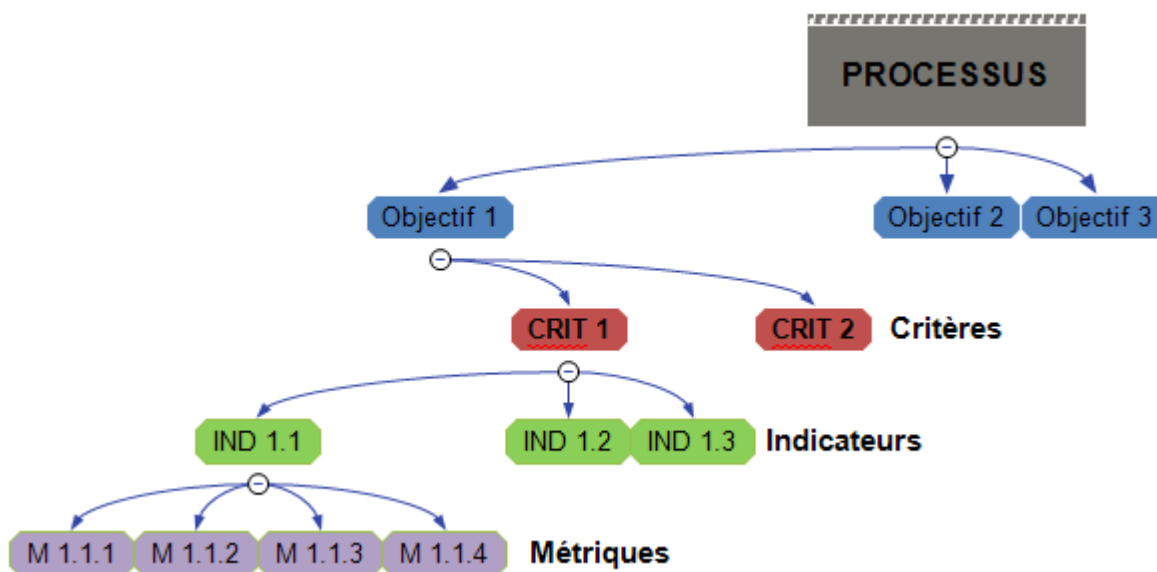 PROCESSUS
Objectif 1
Objectif 2
Objectif 3
CRIT 1
CRIT 2
Critères
IND 1.1
IND 1.2
IND 1.3
Indicateurs
M 1.1.1
M 1.1.2
M 1.1.3
M 1.1.4
Métriques